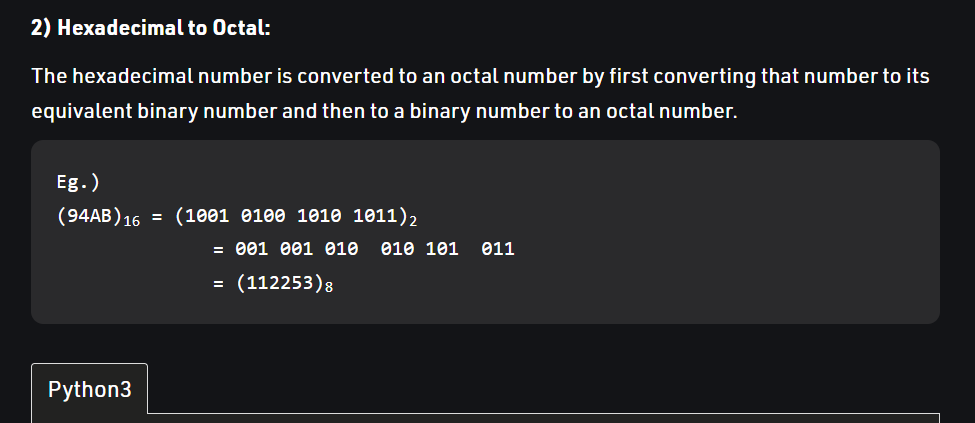 2) Hexadecimal to Octal:
The hexadecimal number is converted to an octal number by first converting that number to its
equivalent binary number and then to a binary number to an octal number.
Eg.)
(94AB)₁₆ = (1001 0100 1010 1011)₂
= 001 001 010 010 101 011
= (112253)₈
Python3